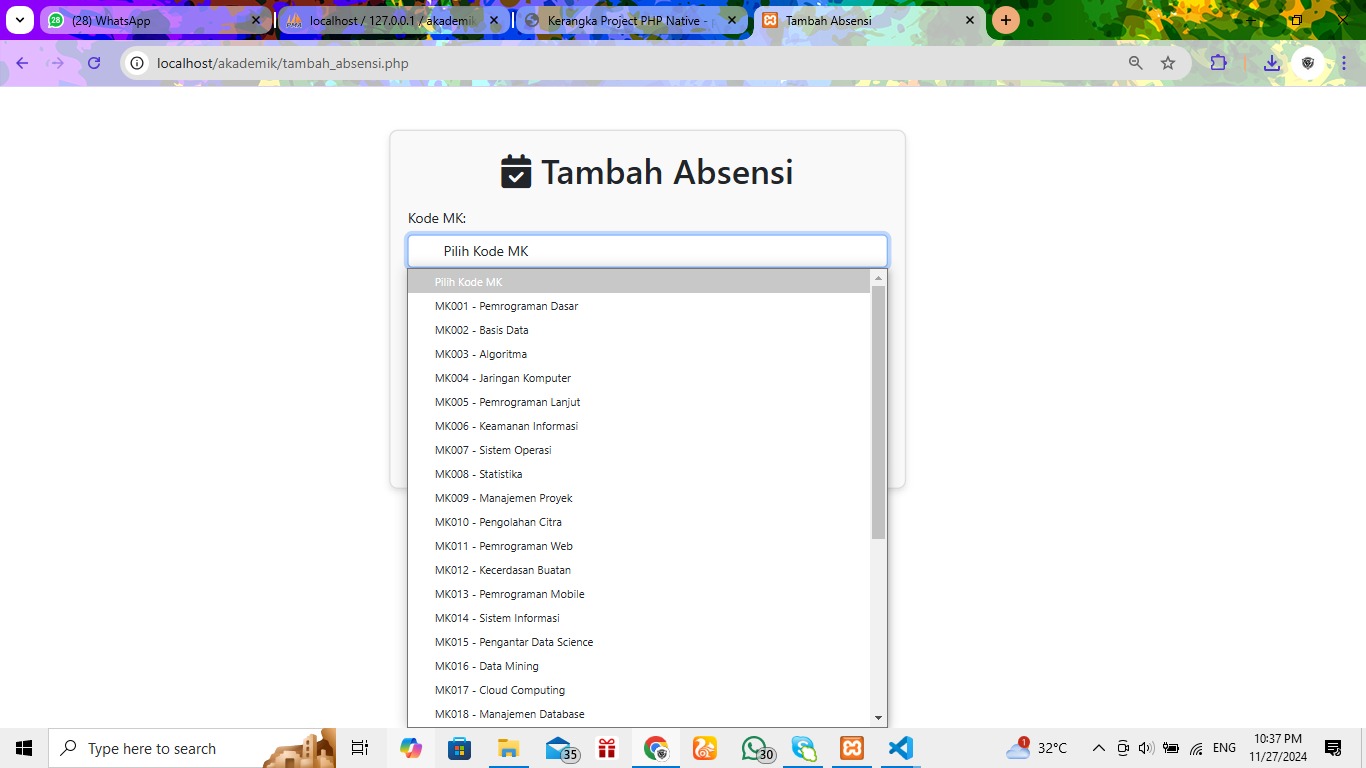 28
(28) WhatsApp
PMA
localhost / 127.0.0.1 / akademik
Kerangka Project PHP Native -
Tambah Absensi
localhost/akademik/tambah_absensi.php
Tambah Absensi
Kode MK:
Pilih Kode MK
Pilih Kode MK
MK001 - Pemrograman Dasar
MK002 - Basis Data
MK003 - Algoritma
MK004 - Jaringan Komputer
MK005 - Pemrograman Lanjut
MK006 - Keamanan Informasi
MK007 - Sistem Operasi
MK008 - Statistika
MK009 - Manajemen Proyek
MK010 - Pengolahan Citra
MK011 - Pemrograman Web
MK012 - Kecerdasan Buatan
MK013 - Pemrograman Mobile
MK014 - Sistem Informasi
MK015 - Pengantar Data Science
MK016 - Data Mining
MK017 - Cloud Computing
MK018 - Manajemen Database
Type here to search
35
30
1
32°C
ENG
10:37 PM
11/27/2024